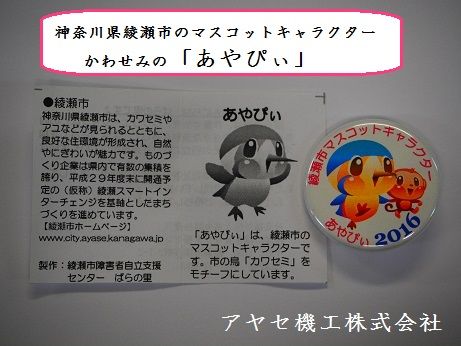 神奈川県綾瀬市のマスコットキャラクター
かわせみの「あやぴぃ」
●綾瀬市
神奈川県綾瀬市は、カワセミや
アユなどが見られるとともに、
良好な住環境が形成され、自然
やにぎわいが魅力です。ものづ
くり企業は県内で有数の集積を
誇り、平成29年度末に開通予
定の(仮称)綾瀬スマートイン
ターチェンジを基軸としたまち
づくりを進めています。
【綾瀬市ホームページ】
www.city.ayase.kanagawa.jp
製作:綾瀬市障害者自立支援
センター ばらの里
あやぴぃ
「あやぴぃ」は、綾瀬市の
マスコットキャラクターで
す。市の鳥「カワセミ」を
モチーフにしています。
綾瀬市マスコットキャラクター
あやぴぃ 2016
アヤセ機工株式会社